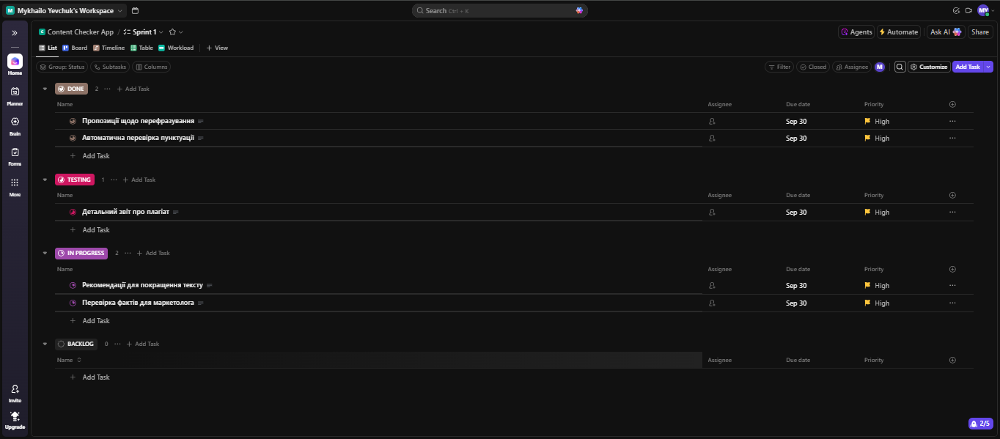 M Mykhailo Yevchuk's Workspace Search Ctrl + K MY
C Content Checker App / Sprint 1 Agents Automate Ask AI Share
List Board Timeline Table Workload + View
Group: Status Subtasks Columns Filter Closed Assignee M Customize Add Task
Home
Planner
Brain
Forms
More
DONE 2 ... + Add Task
Name Assignee Due date Priority
Пропозиції щодо перефразування Sep 30 High ...
Автоматична перевірка пунктуації Sep 30 High ...
+ Add Task
TESTING 1 ... + Add Task
Name Assignee Due date Priority
Детальний звіт про плагіат Sep 30 High ...
+ Add Task
IN PROGRESS 2 ... + Add Task
Name Assignee Due date Priority
Рекомендації для покращення тексту Sep 30 High ...
Перевірка фактів для маркетолога Sep 30 High ...
+ Add Task
BACKLOG 0 ... + Add Task
Name Assignee Due date Priority
+ Add Task
Invite
Upgrade
2/5